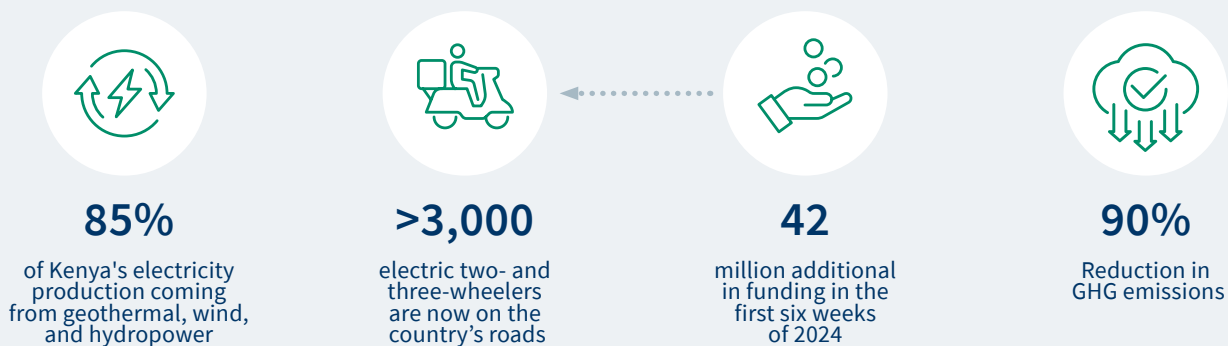 85%
of Kenya's electricity
production coming
from geothermal, wind,
and hydropower
>3,000
electric two- and
three-wheelers
are now on the
country’s roads
42
million additional
in funding in the
first six weeks
of 2024
90%
Reduction in
GHG emissions